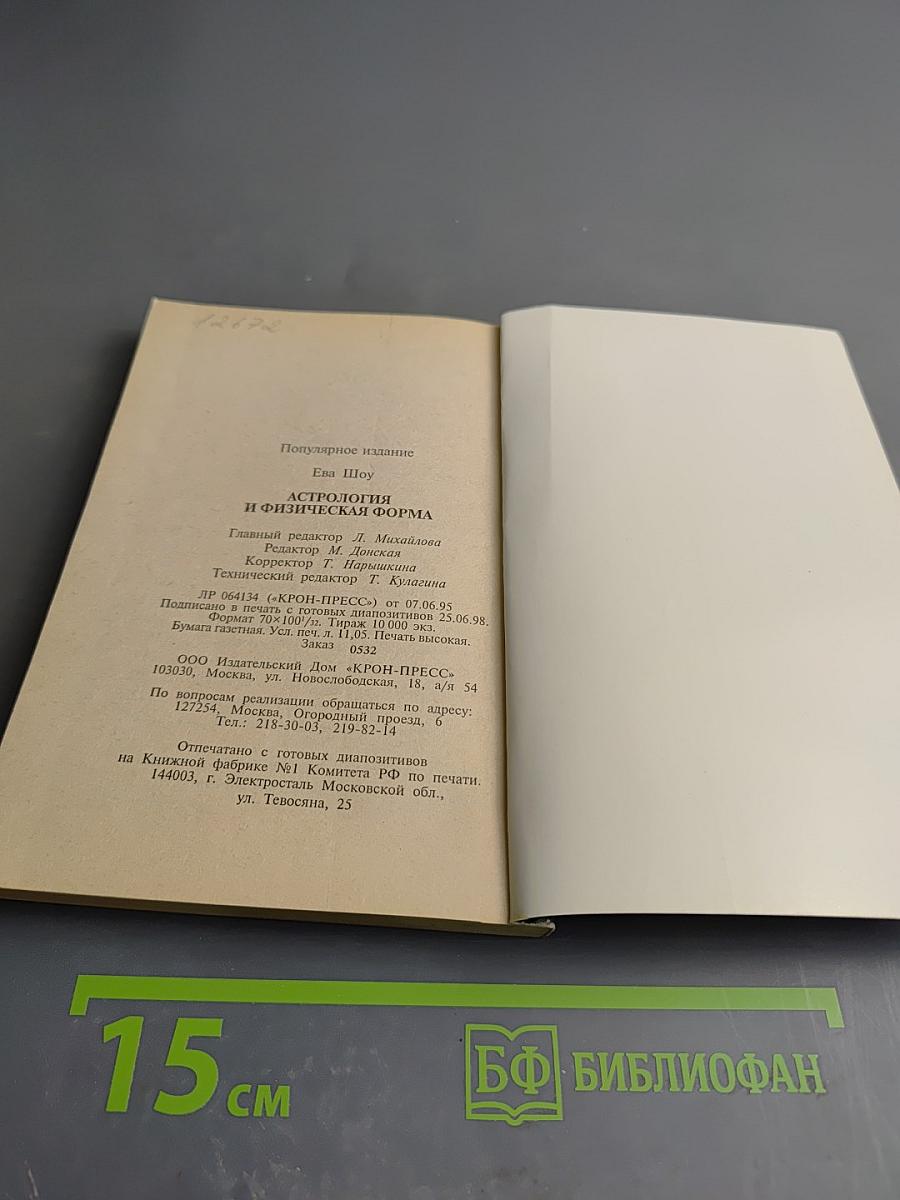 12672
Популярное издание
Ева Шоу
АСТРОЛОГИЯ
И ФИЗИЧЕСКАЯ ФОРМА
Главный редактор Л. Михайлова
Редактор М. Донская
Корректор Т. Нарышкина
Технический редактор Т. Кулагина
ЛР 064134 («КРОН-ПРЕСС») от 07.06.95
Подписано в печать с готовых диапозитивов 25.06.98.
Формат 70×100¹/₃₂. Тираж 10 000 экз.
Бумага газетная. Усл. печ. л. 11,05. Печать высокая.
Заказ 0532
ООО Издательский Дом «КРОН-ПРЕСС»
103030, Москва, ул. Новослободская, 18, а/я 54
По вопросам реализации обращаться по адресу:
127254, Москва, Огородный проезд, 6
Тел.: 218-30-03, 219-82-14
Отпечатано с готовых диапозитивов
на Книжной фабрике №1 Комитета РФ по печати.
144003, г. Электросталь Московской обл.,
ул. Тевосяна, 25
15 см
БФ БИБЛИОФАН